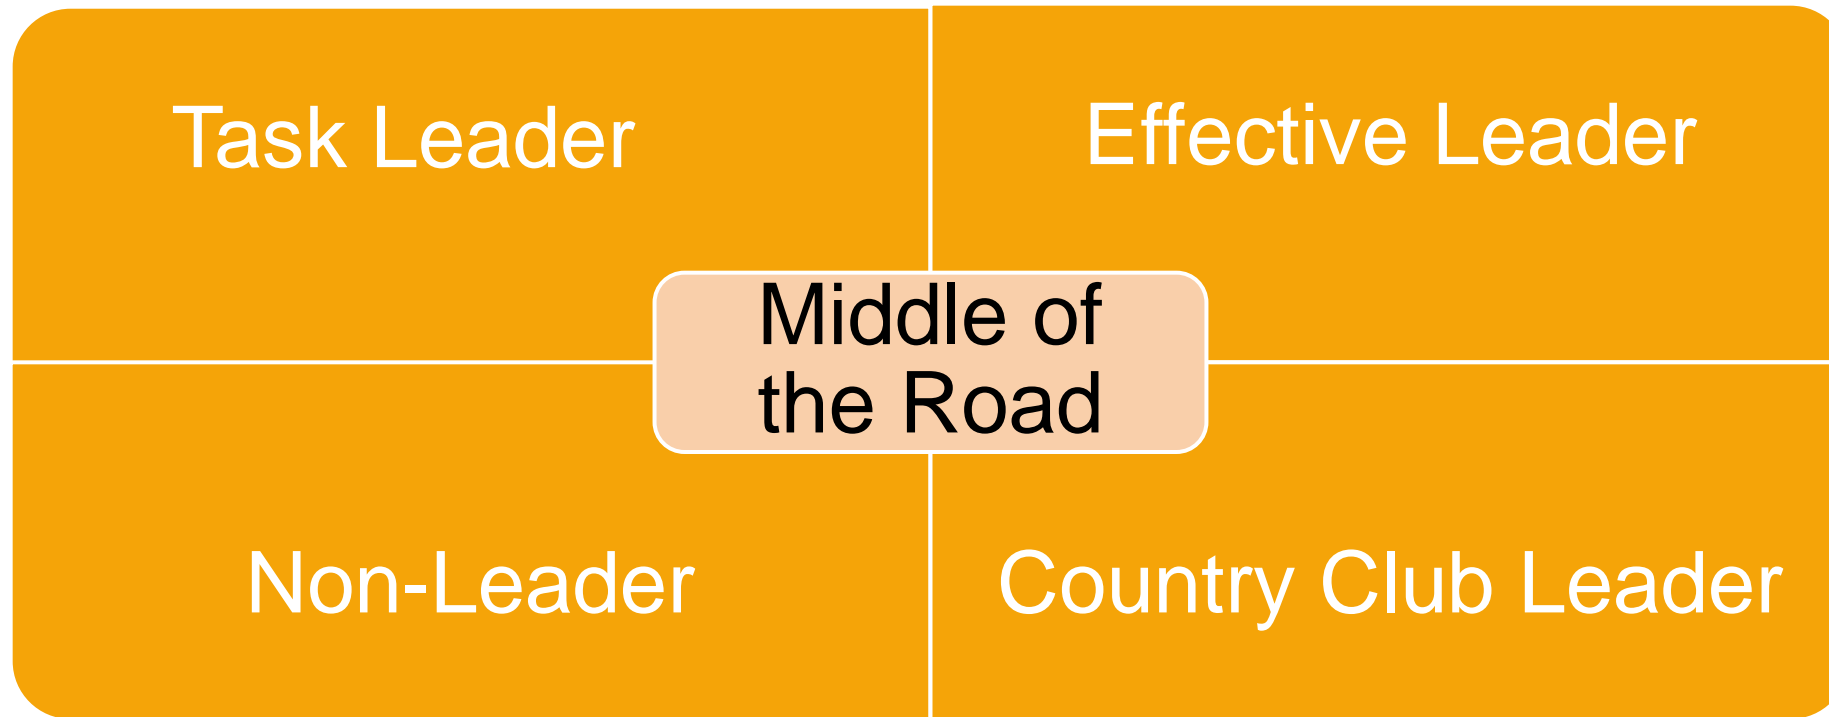 Task Leader
Effective Leader
Middle of
the Road
Non-Leader
Country Club Leader